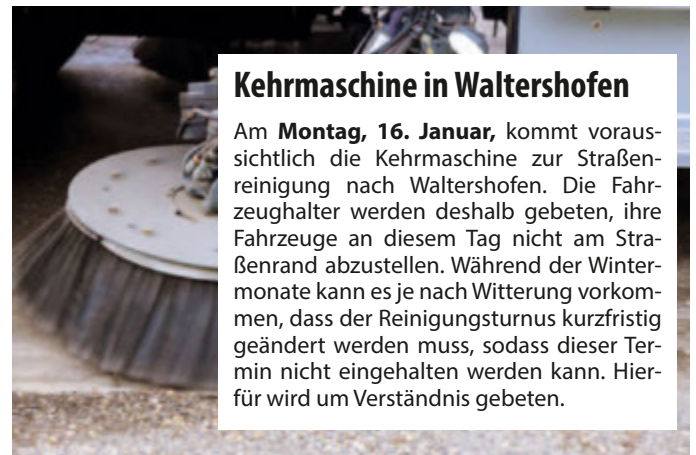 Kehrmaschine in Waltershofen
Am Montag, 16. Januar, kommt voraus-
sichtlich die Kehrmaschine zur Straßen-
reinigung nach Waltershofen. Die Fahr-
zeughalter werden deshalb gebeten, ihre
Fahrzeuge an diesem Tag nicht am Stra-
ßenrand abzustellen. Während der Winter-
monate kann es je nach Witterung vorkom-
men, dass der Reinigungsturnus kurzfristig
geändert werden muss, sodass dieser Ter-
min nicht eingehalten werden kann. Hier-
für wird um Verständnis gebeten.